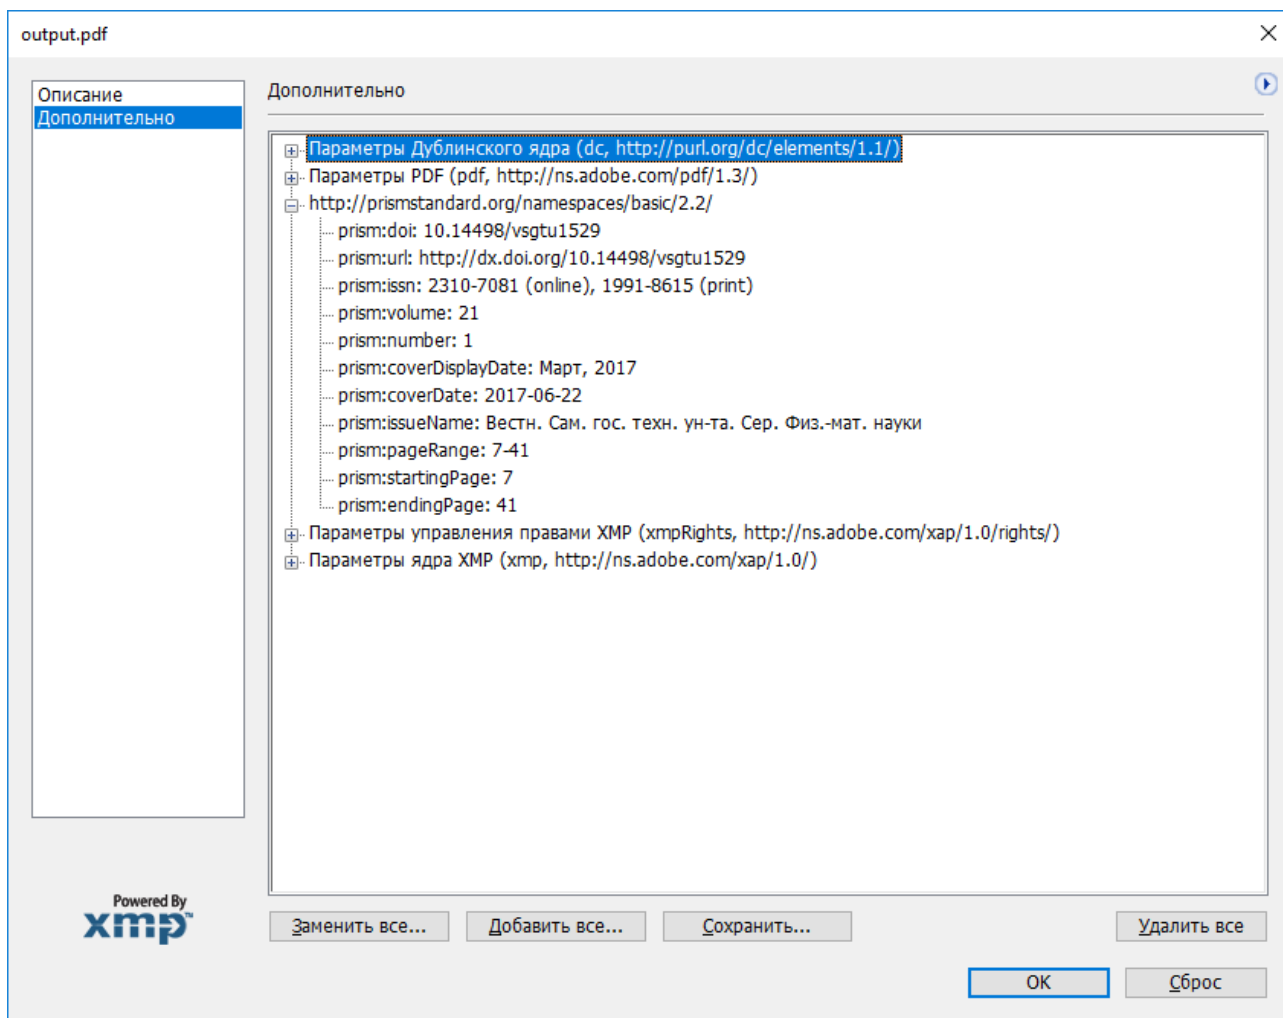 output.pdf
Описание
Дополнительно
Дополнительно
Параметры Дублинского ядра (dc, http://purl.org/dc/elements/1.1/)
Параметры PDF (pdf, http://ns.adobe.com/pdf/1.3/)
http://prismstandard.org/namespaces/basic/2.2/
prism:doi: 10.14498/vsgtu1529
prism:url: http://dx.doi.org/10.14498/vsgtu1529
prism:issn: 2310-7081 (online), 1991-8615 (print)
prism:volume: 21
prism:number: 1
prism:coverDisplayDate: Март, 2017
prism:coverDate: 2017-06-22
prism:issueName: Вестн. Сам. гос. техн. ун-та. Сер. Физ.-мат. науки
prism:pageRange: 7-41
prism:startingPage: 7
prism:endingPage: 41
Параметры управления правами XMP (xmpRights, http://ns.adobe.com/xap/1.0/rights/)
Параметры ядра XMP (xmp, http://ns.adobe.com/xap/1.0/)
Powered By
xmp™
Заменить все... Добавить все... Сохранить... Удалить все
OK Сброс